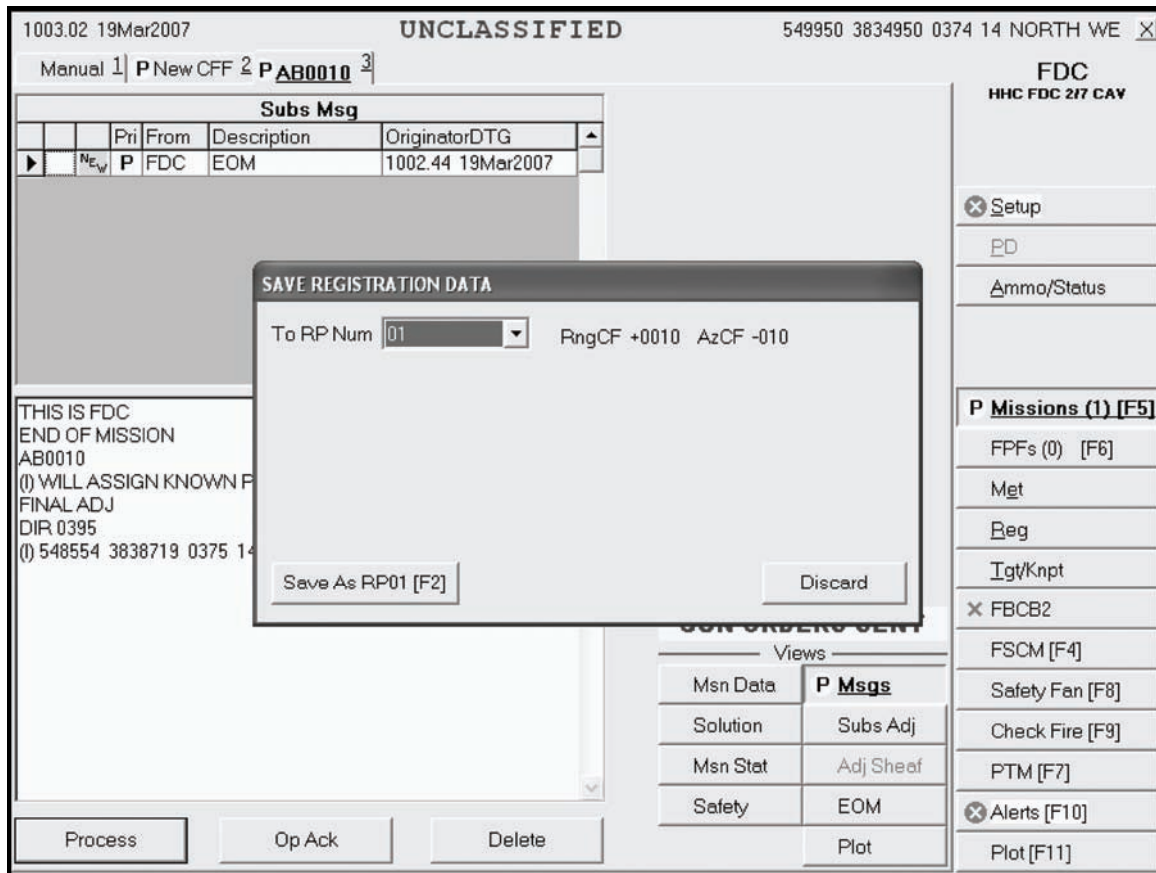 1003.02 19Mar2007 UNCLASSIFIED 549950 3834950 0374 14 NORTH WE X
Manual 1 P New CFF 2 P AB0010 3
FDC
HHC FDC 2/7 CAV
Subs Msg
Pri From Description OriginatorDTG
NEW P FDC EOM 1002.44 19Mar2007
SAVE REGISTRATION DATA
To RP Num 01 RngCF +0010 AzCF -010
Save As RP01 [F2] Discard
THIS IS FDC
END OF MISSION
AB0010
(I) WILL ASSIGN KNOWN P
FINAL ADJ
DIR 0395
(I) 548554 3838719 0375 14
GUN ORDERS SENT
Views
Msn Data P Msgs
Solution Subs Adj
Msn Stat Adj Sheaf
Safety EOM
Plot
Process Op Ack Delete
Setup
PD
Ammo/Status
P Missions (1) [F5]
FPFs (0) [F6]
Met
Reg
Tgt/Knpt
FBCB2
FSCM [F4]
Safety Fan [F8]
Check Fire [F9]
PTM [F7]
Alerts [F10]
Plot [F11]